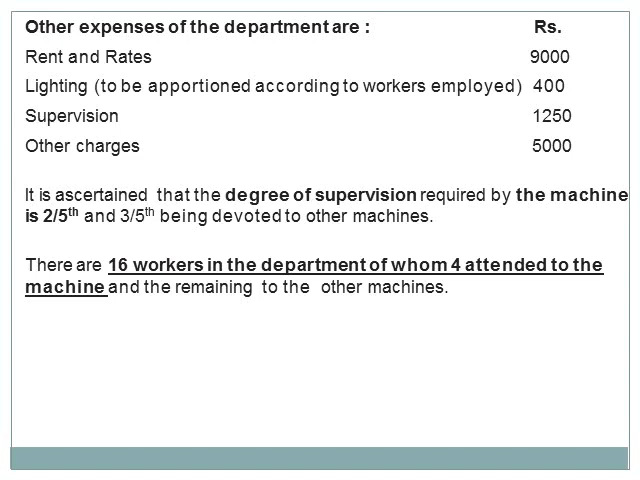 Other expenses of the department are : Rs.
Rent and Rates 9000
Lighting (to be apportioned according to workers employed) 400
Supervision 1250
Other charges 5000
It is ascertained that the degree of supervision required by the machine
is 2/5th and 3/5th being devoted to other machines.
There are 16 workers in the department of whom 4 attended to the
machine and the remaining to the other machines.